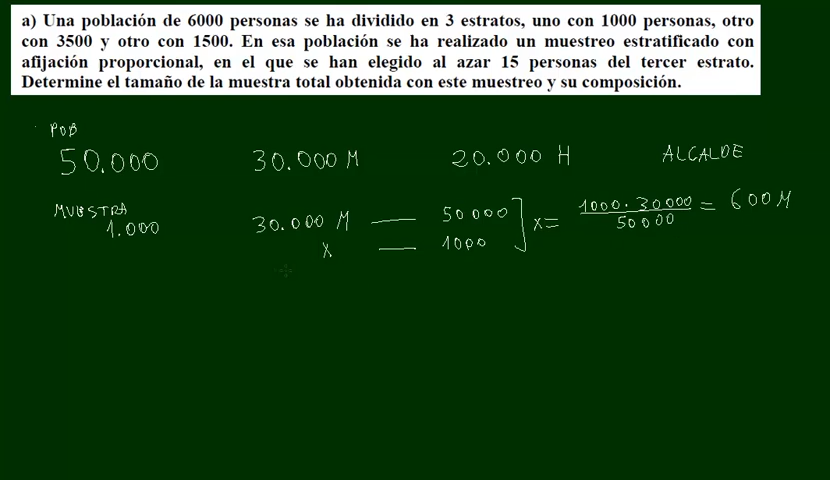 a) Una población de 6000 personas se ha dividido en 3 estratos, uno con 1000 personas, otro
con 3500 y otro con 1500. En esa población se ha realizado un muestreo estratificado con
afijación proporcional, en el que se han elegido al azar 15 personas del tercer estrato.
Determine el tamaño de la muestra total obtenida con este muestreo y su composición.
POB
50.000 30.000 M 20.000 H ALCALDE
MUESTRA
1.000 30.000 M — 50000 ] x = 1000 · 30000 / 50000 = 600 M
x — 1000